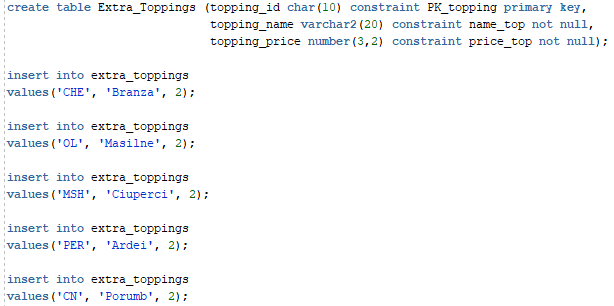 create table Extra_Toppings (topping_id char(10) constraint PK_topping primary key,
topping_name varchar2(20) constraint name_top not null,
topping_price number(3,2) constraint price_top not null);
insert into extra_toppings
values('CHE', 'Branza', 2);
insert into extra_toppings
values('OL', 'Masilne', 2);
insert into extra_toppings
values('MSH', 'Ciuperci', 2);
insert into extra_toppings
values('PER', 'Ardei', 2);
insert into extra_toppings
values('CN', 'Porumb', 2);